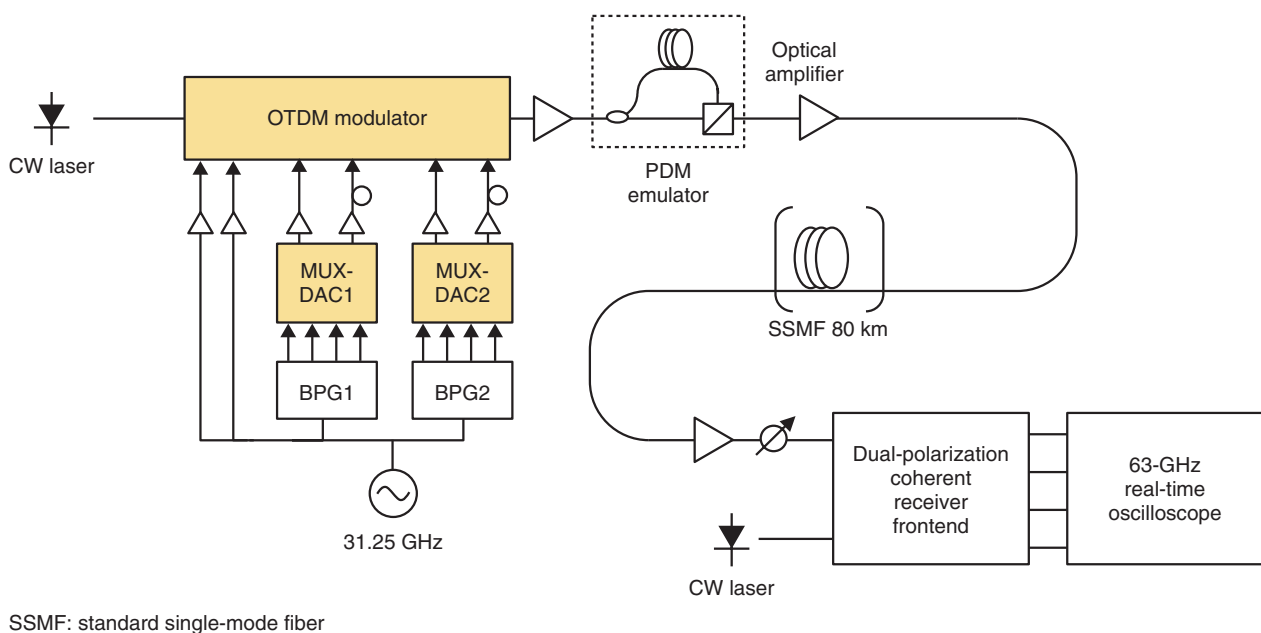 OTDM modulator
CW laser
Optical
amplifier
PDM
emulator
MUX-
DAC1
MUX-
DAC2
BPG1
BPG2
31.25 GHz
SSMF 80 km
Dual-polarization
coherent
receiver
frontend
63-GHz
real-time
oscilloscope
CW laser
SSMF: standard single-mode fiber